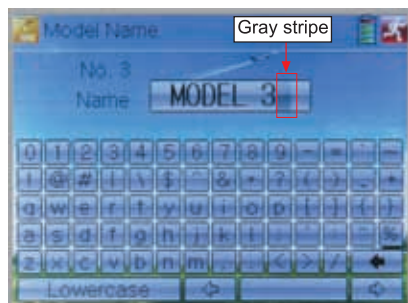 Model Name
Gray stripe
No. 3
Name MODEL 3
0 1 2 3 4 5 6 7 8 9
! @ # $ & * ?
q w e r t y u i o p [ ] { }
a s d f g h j k l %
z x c v b n m < > /
Lowercase